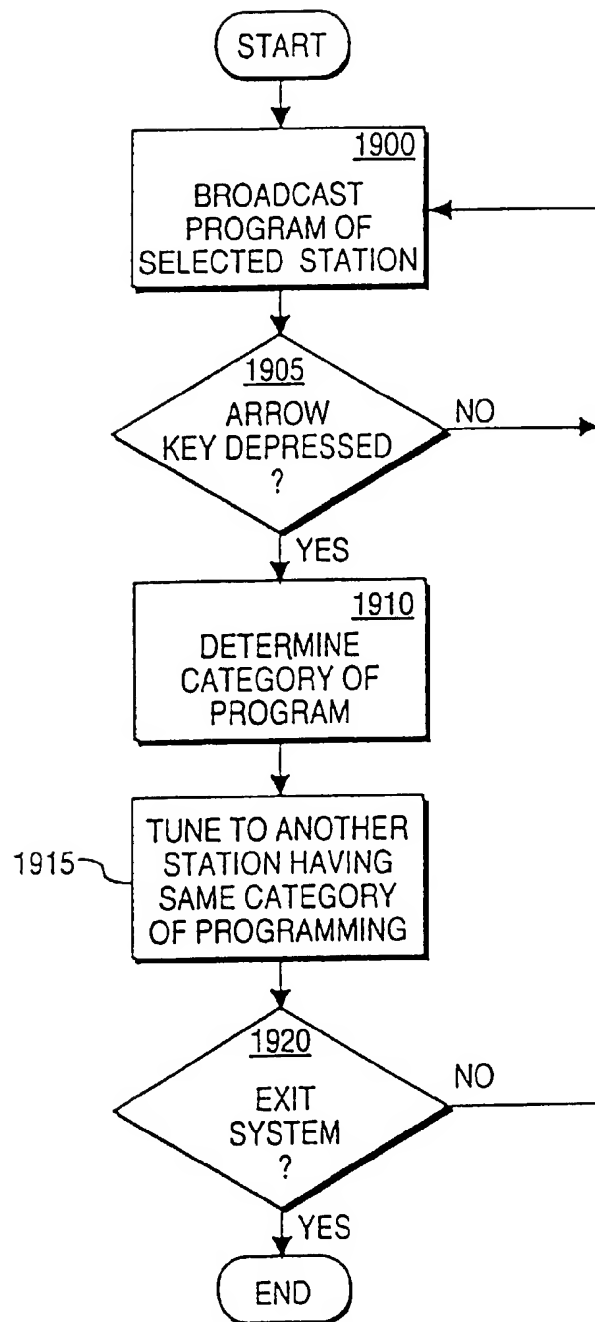 START
1900
BROADCAST
PROGRAM OF
SELECTED STATION
1905
ARROW
KEY DEPRESSED
?
NO
YES
1910
DETERMINE
CATEGORY OF
PROGRAM
1915
TUNE TO ANOTHER
STATION HAVING
SAME CATEGORY
OF PROGRAMMING
1920
EXIT
SYSTEM
?
NO
YES
END